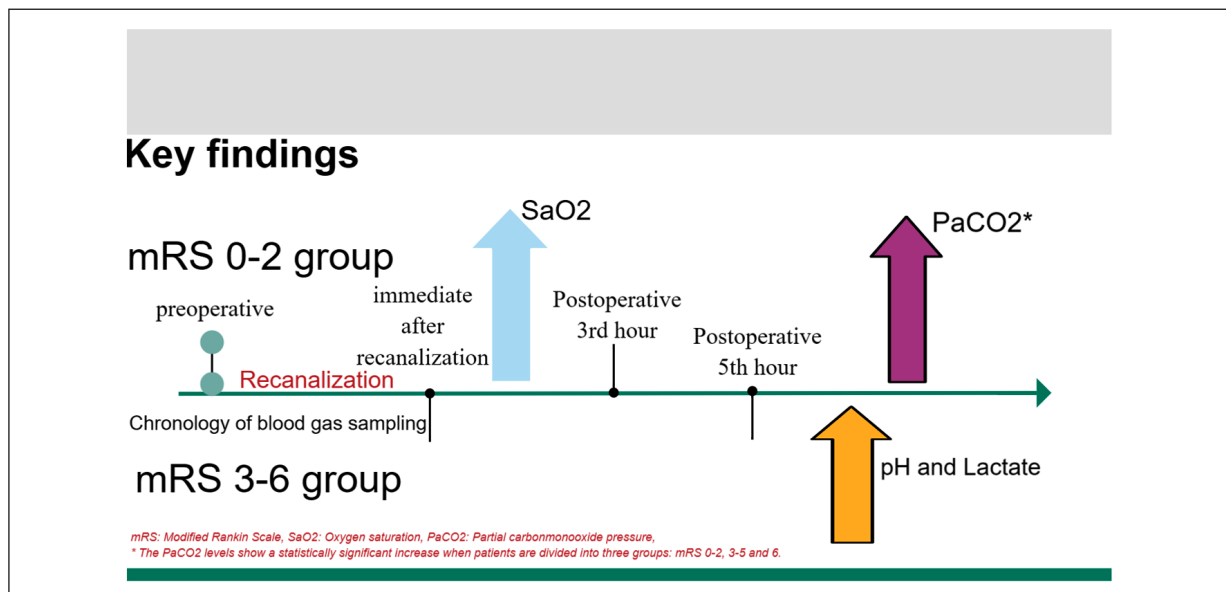 Key findings
SaO2
PaCO2*
mRS 0-2 group
preoperative
immediate
after
recanalization
Postoperative
3rd hour
Postoperative
5th hour
Recanalization
Chronology of blood gas sampling
mRS 3-6 group
pH and Lactate
mRS: Modified Rankin Scale, SaO2: Oxygen saturation, PaCO2: Partial carbonmonooxide pressure,
* The PaCO2 levels show a statistically significant increase when patients are divided into three groups: mRS 0-2, 3-5 and 6.